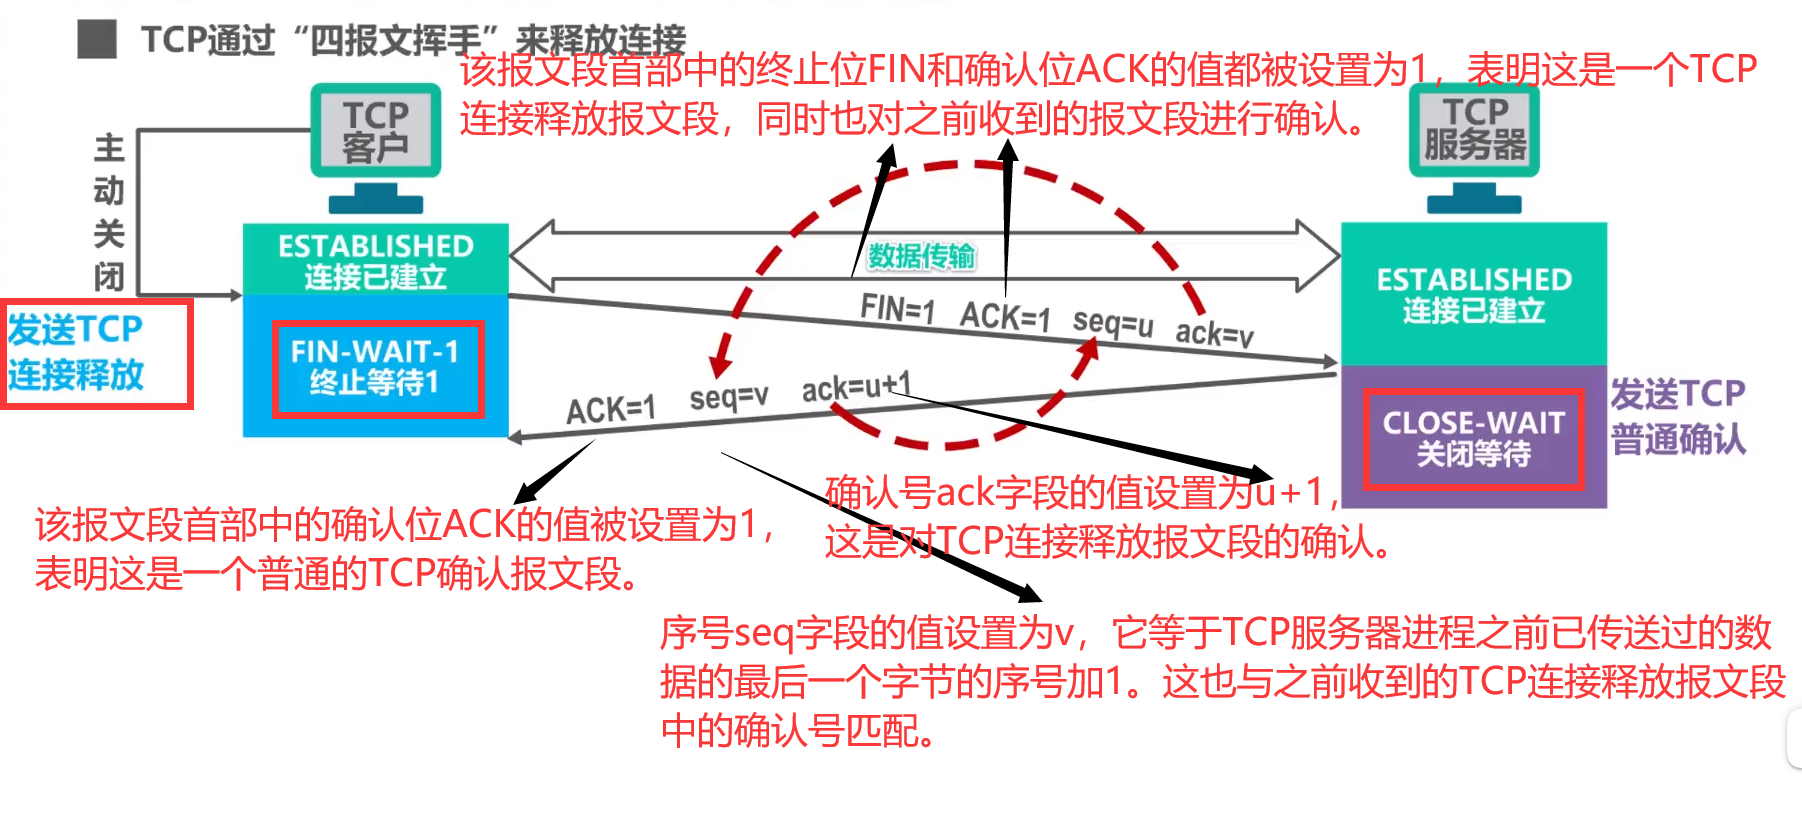 TCP通过“四报文挥手”来释放连接
该报文段首部中的终止位FIN和确认位ACK的值都被设置为1，表明这是一个TCP
连接释放报文段，同时也对之前收到的报文段进行确认。
TCP
客户
TCP
服务器
主
动
关
闭
ESTABLISHED
连接已建立
数据传输
ESTABLISHED
连接已建立
FIN=1 ACK=1 seq=u ack=v
发送TCP
连接释放
FIN-WAIT-1
终止等待1
ACK=1 seq=v ack=u+1
CLOSE-WAIT
关闭等待
发送TCP
普通确认
确认号ack字段的值设置为u+1，
这是对TCP连接释放报文段的确认。
该报文段首部中的确认位ACK的值被设置为1，
表明这是一个普通的TCP确认报文段。
序号seq字段的值设置为v，它等于TCP服务器进程之前已传送过的数
据的最后一个字节的序号加1。这也与之前收到的TCP连接释放报文段
中的确认号匹配。